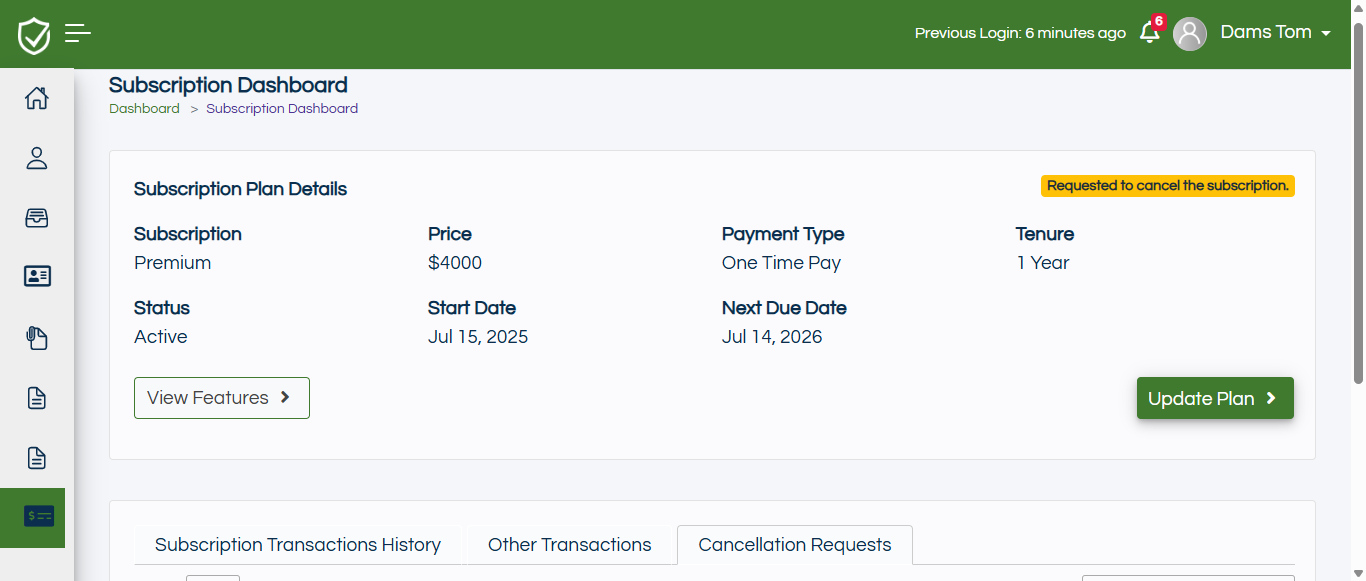 Previous Login: 6 minutes ago
6
Dams Tom
Subscription Dashboard
Dashboard > Subscription Dashboard
Subscription Plan Details
Requested to cancel the subscription.
Subscription Price Payment Type Tenure
Premium $4000 One Time Pay 1 Year
Status Start Date Next Due Date
Active Jul 15, 2025 Jul 14, 2026
View Features
Update Plan
$
Subscription Transactions History Other Transactions Cancellation Requests